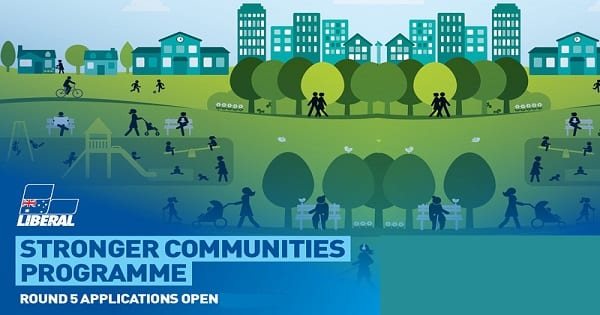 LIBERAL
STRONGER COMMUNITIES
PROGRAMME
ROUND 5 APPLICATIONS OPEN